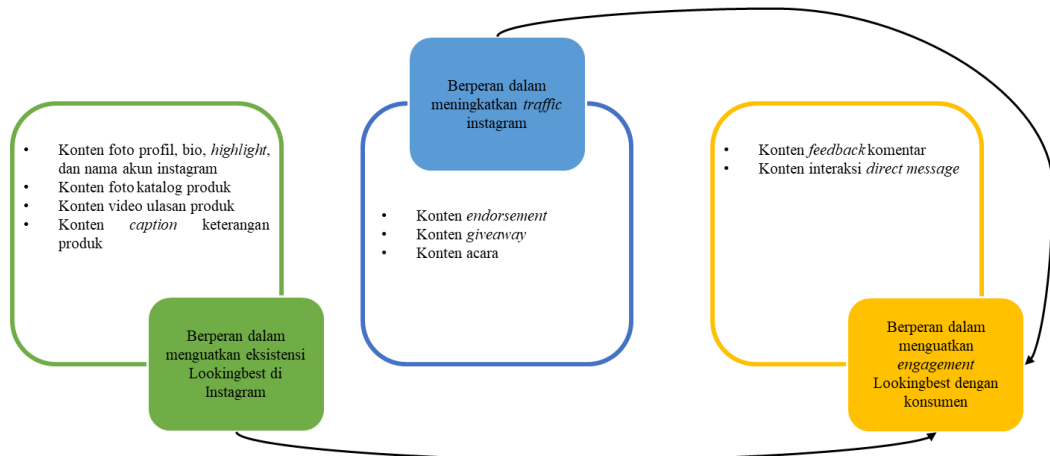 • Konten foto profil, bio, highlight,
dan nama akun instagram
• Konten foto katalog produk
• Konten video ulasan produk
• Konten caption keterangan
produk
Berperan dalam
menguatkan eksistensi
Lookingbest di
Instagram
Berperan dalam
meningkatkan traffic
instagram
• Konten endorsement
• Konten giveaway
• Konten acara
• Konten feedback komentar
• Konten interaksi direct message
Berperan dalam
menguatkan
engagement
Lookingbest dengan
konsumen